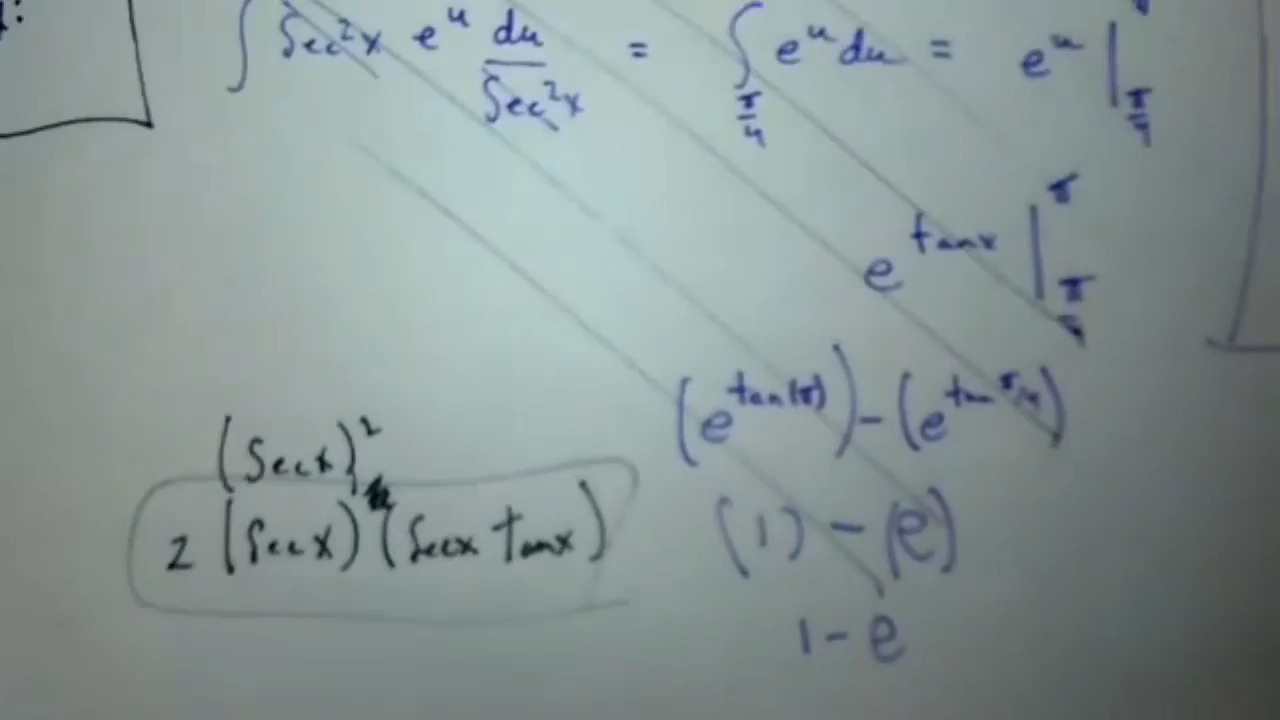 ∫ Sec²x e^u du/Sec²x = ∫_{π/4} e^u du = e^u |_{π/4}
e^{tanx} |_{π/4}^{π}
(e^{tan(π)}) - (e^{tan π/4})
(Secx)²
2 (Secx) (Secx tanx)
(1) - (e)
1 - e